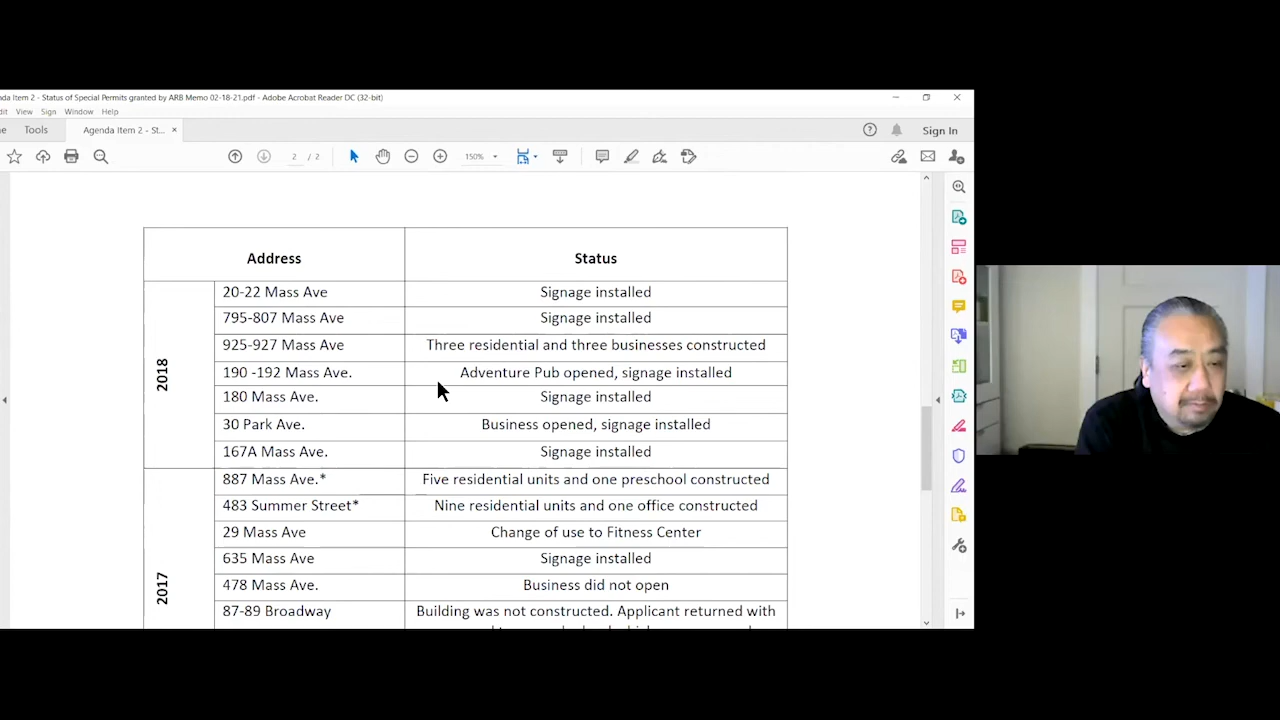 da Item 2 - Status of Special Permits granted by ARB Memo 02-18-21.pdf - Adobe Acrobat Reader DC (32-bit)
dit View Sign Window Help
e Tools Agenda Item 2 - St... × Sign In
2 / 2 150%
Address Status
2018
20-22 Mass Ave Signage installed
795-807 Mass Ave Signage installed
925-927 Mass Ave Three residential and three businesses constructed
190 -192 Mass Ave. Adventure Pub opened, signage installed
180 Mass Ave. Signage installed
30 Park Ave. Business opened, signage installed
167A Mass Ave. Signage installed
2017
887 Mass Ave.* Five residential units and one preschool constructed
483 Summer Street* Nine residential units and one office constructed
29 Mass Ave Change of use to Fitness Center
635 Mass Ave Signage installed
478 Mass Ave. Business did not open
87-89 Broadway Building was not constructed. Applicant returned with